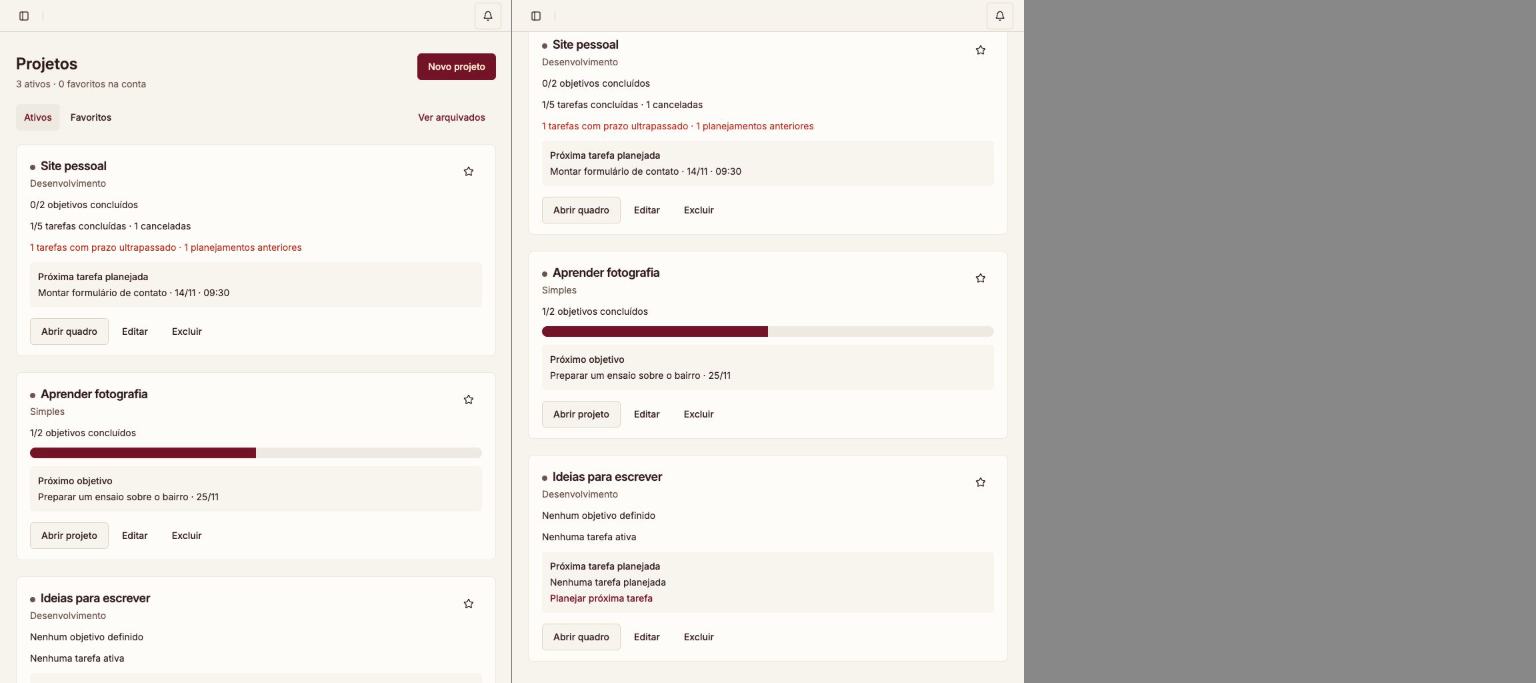 Projetos
Novo projeto
3 ativos · 0 favoritos na conta
Ativos
Favoritos
Ver arquivados
Site pessoal
Desenvolvimento
0/2 objetivos concluídos
1/5 tarefas concluídas · 1 canceladas
1 tarefas com prazo ultrapassado · 1 planejamentos anteriores
Próxima tarefa planejada
Montar formulário de contato · 14/11 · 09:30
Abrir quadro
Editar
Excluir
Aprender fotografia
Simples
1/2 objetivos concluídos
Próximo objetivo
Preparar um ensaio sobre o bairro · 25/11
Abrir projeto
Editar
Excluir
Ideias para escrever
Desenvolvimento
Nenhum objetivo definido
Nenhuma tarefa ativa
Site pessoal
Desenvolvimento
0/2 objetivos concluídos
1/5 tarefas concluídas · 1 canceladas
1 tarefas com prazo ultrapassado · 1 planejamentos anteriores
Próxima tarefa planejada
Montar formulário de contato · 14/11 · 09:30
Abrir quadro
Editar
Excluir
Aprender fotografia
Simples
1/2 objetivos concluídos
Próximo objetivo
Preparar um ensaio sobre o bairro · 25/11
Abrir projeto
Editar
Excluir
Ideias para escrever
Desenvolvimento
Nenhum objetivo definido
Nenhuma tarefa ativa
Próxima tarefa planejada
Nenhuma tarefa planejada
Planejar próxima tarefa
Abrir quadro
Editar
Excluir